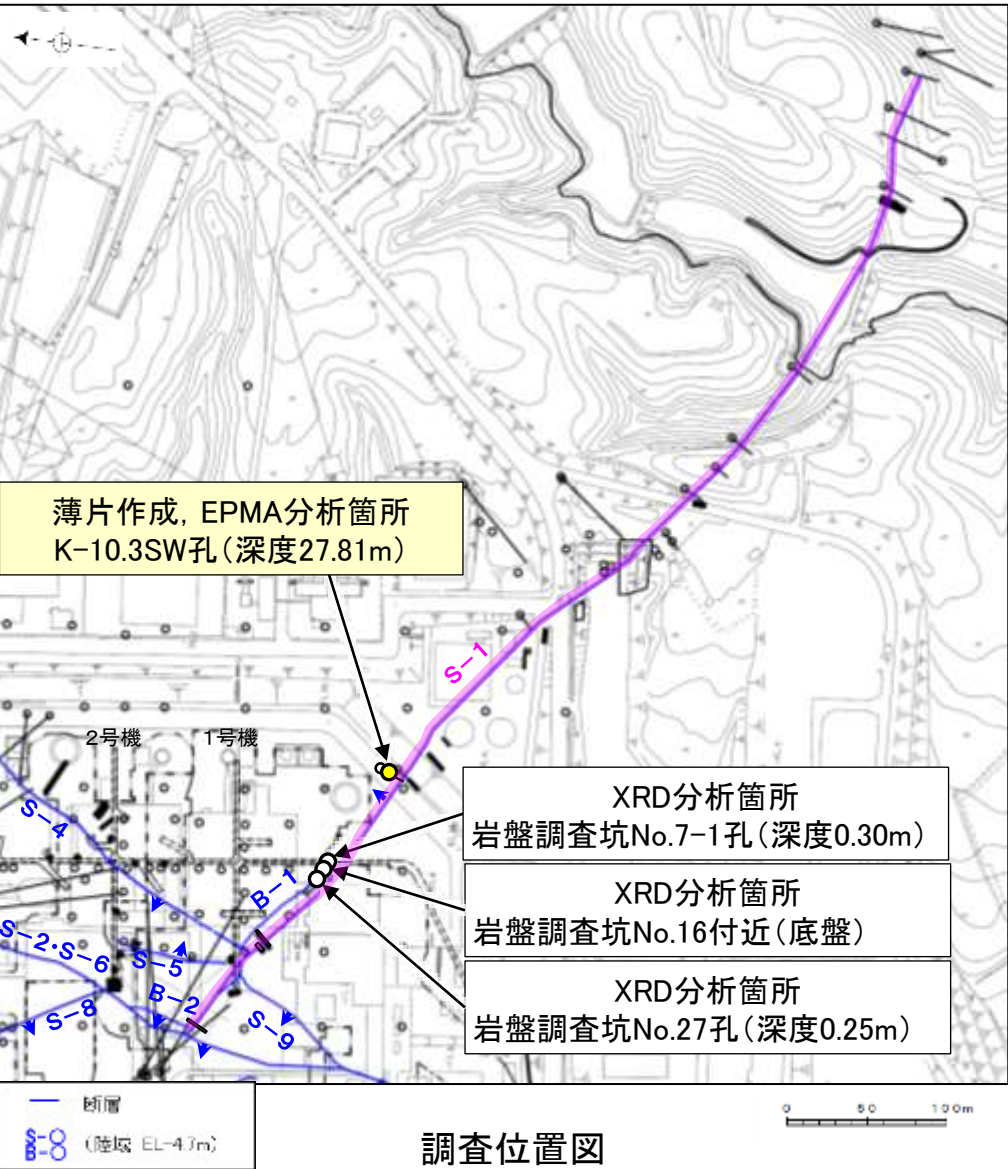 薄片作成, EPMA分析箇所
K-10.3SW孔(深度27.81m)
S-1
2号機
1号機
XRD分析箇所
岩盤調査坑No.7-1孔(深度0.30m)
S-4
B-1
XRD分析箇所
岩盤調査坑No.16付近(底盤)
S-2・S-6
S-5
B-2
S-8
S-9
XRD分析箇所
岩盤調査坑No.27孔(深度0.25m)
断層
S-○
B-○
(陸域 EL-4.7m)
0 50 100m
調査位置図